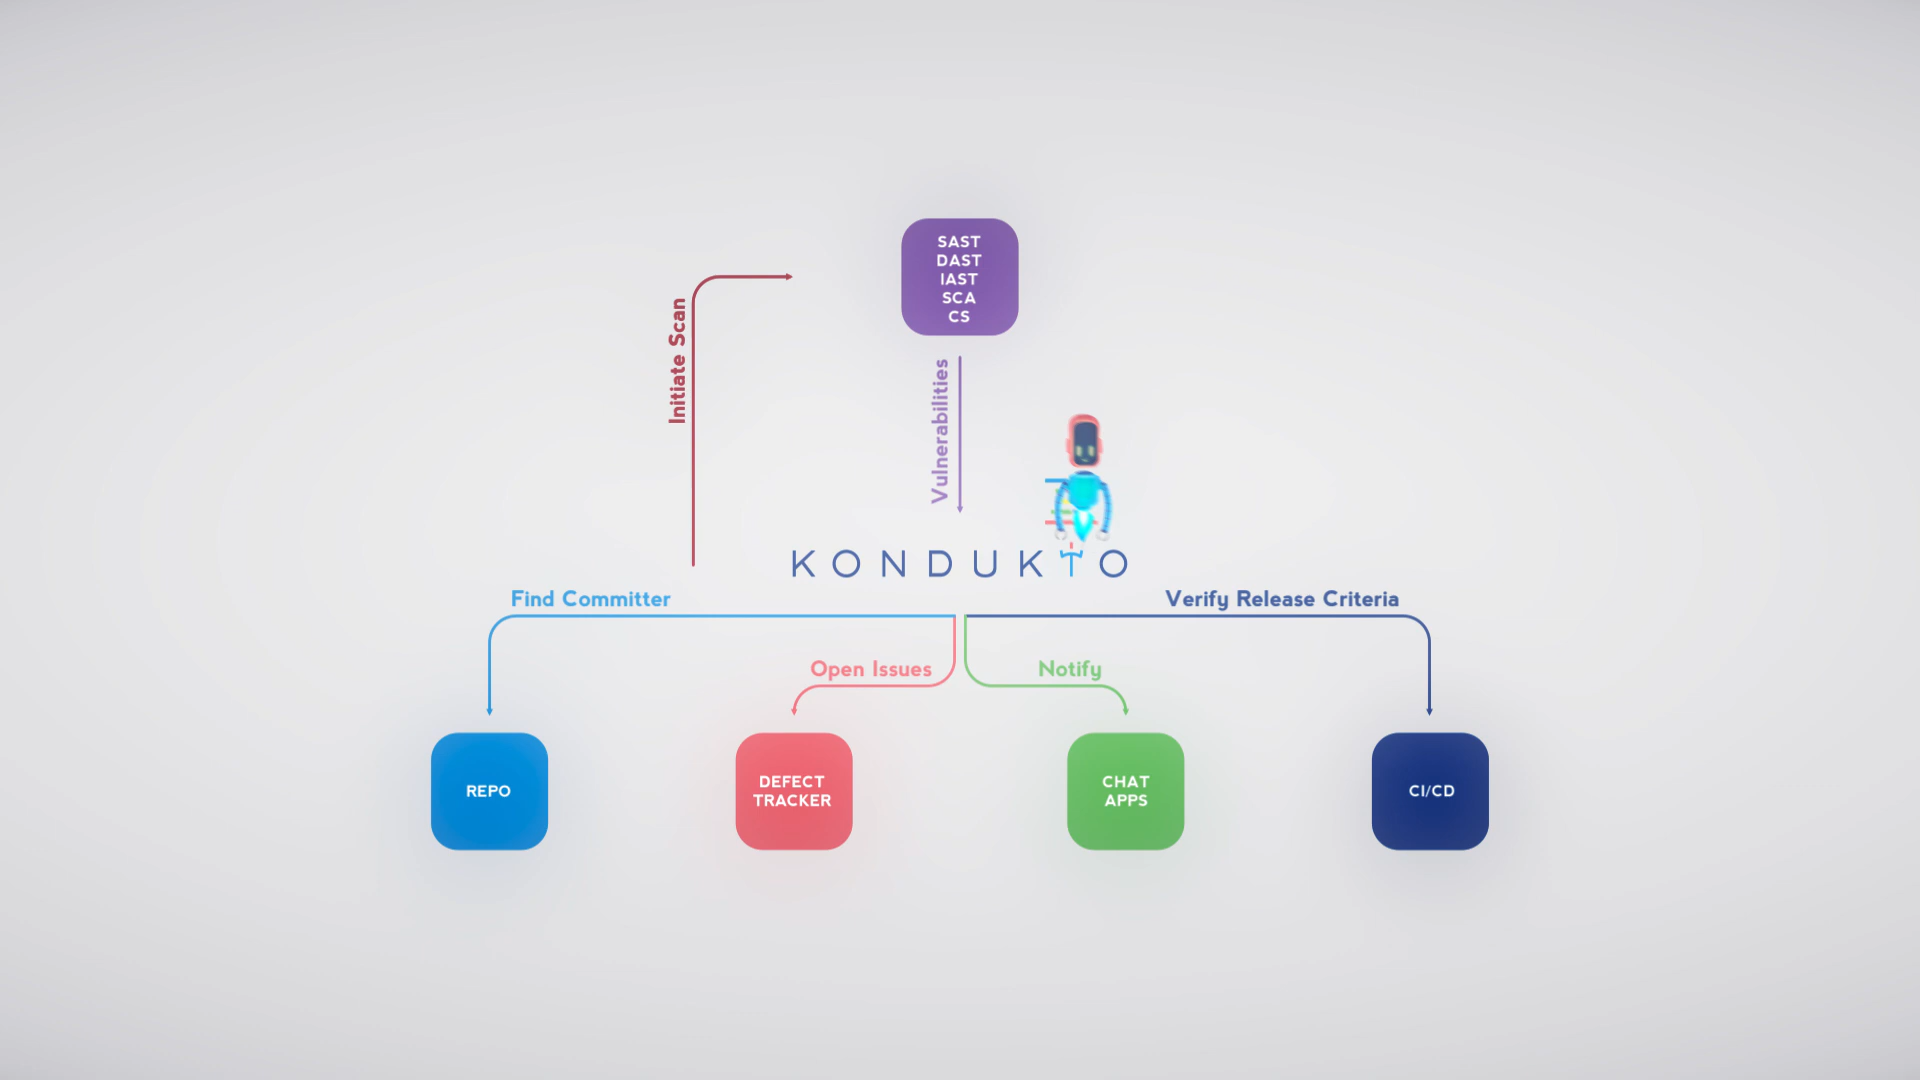 SAST
DAST
IAST
SCA
CS
Initiate Scan
Vulnerabilities
KONDUKTO
Find Committer
Verify Release Criteria
Open Issues
Notify
REPO
DEFECT
TRACKER
CHAT
APPS
CI/CD